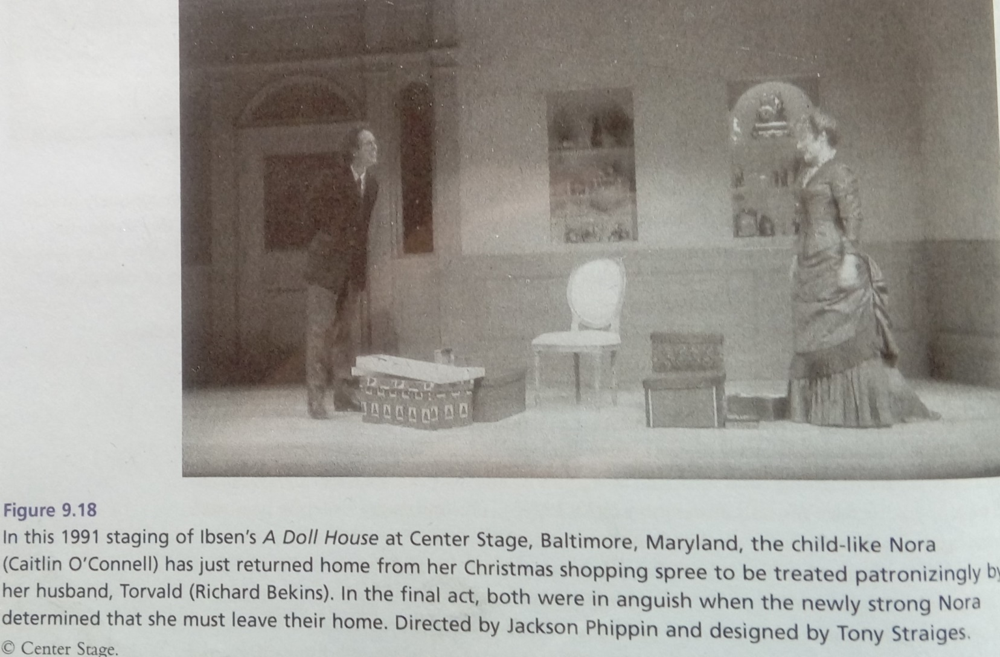 Figure 9.18
In this 1991 staging of Ibsen's A Doll House at Center Stage, Baltimore, Maryland, the child-like Nora
(Caitlin O'Connell) has just returned home from her Christmas shopping spree to be treated patronizingly by
her husband, Torvald (Richard Bekins). In the final act, both were in anguish when the newly strong Nora
determined that she must leave their home. Directed by Jackson Phippin and designed by Tony Straiges.
© Center Stage.